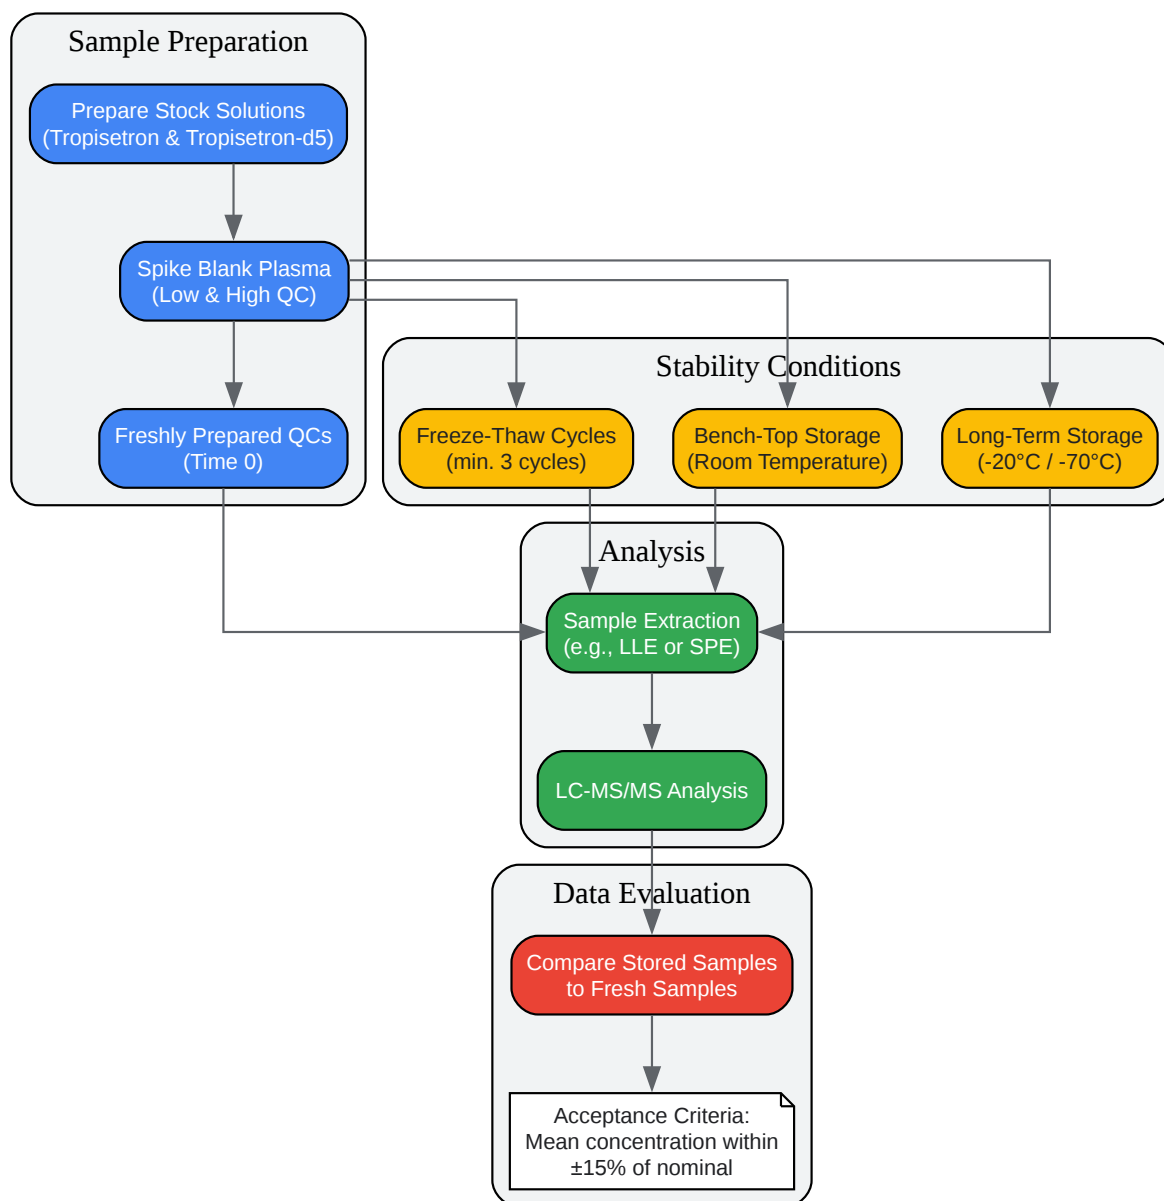 Sample Preparation
Prepare Stock Solutions
(Tropisetron & Tropisetron-d5)
Spike Blank Plasma
(Low & High QC)
Freshly Prepared QCs
(Time 0)
Stability Conditions
Freeze-Thaw Cycles
(min. 3 cycles)
Bench-Top Storage
(Room Temperature)
Long-Term Storage
(-20°C / -70°C)
Analysis
Sample Extraction
(e.g., LLE or SPE)
LC-MS/MS Analysis
Data Evaluation
Compare Stored Samples
to Fresh Samples
Acceptance Criteria:
Mean concentration within
±15% of nominal